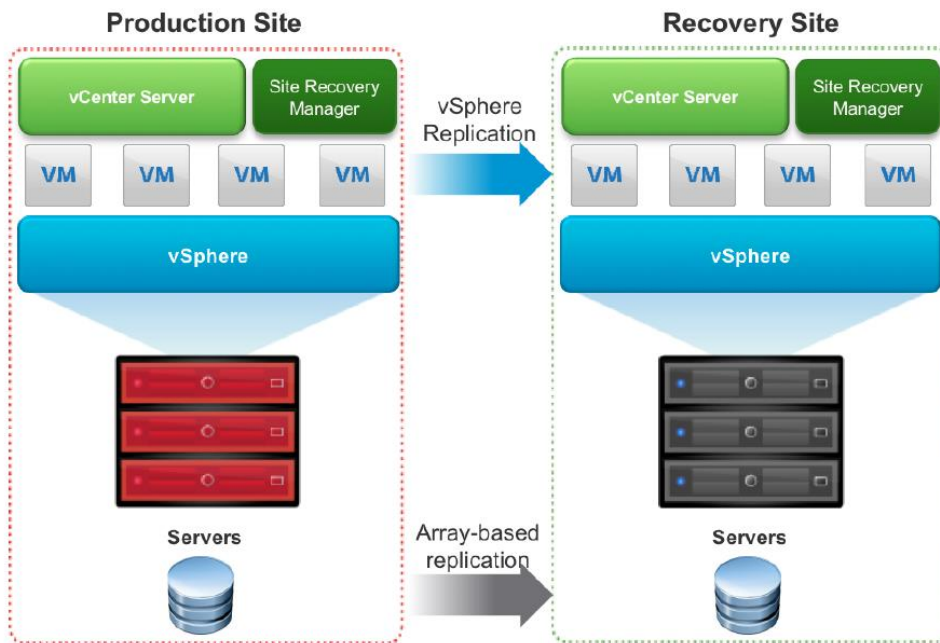 Production Site
Recovery Site
vCenter Server
Site Recovery
Manager
vSphere
Replication
vCenter Server
Site Recovery
Manager
VM
VM
VM
VM
VM
VM
VM
VM
vSphere
vSphere
Servers
Array-based
replication
Servers